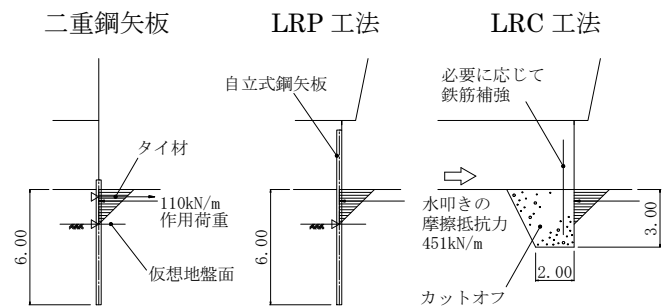 二重鋼矢板
LRP 工法
LRC 工法
自立式鋼矢板
必要に応じて
鉄筋補強
タイ材
110kN/m
作用荷重
仮想地盤面
6.00
6.00
水叩きの
摩擦抵抗力
451kN/m
カットオフ
2.00
3.00